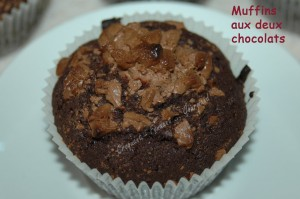 Muffins
aux deux
chocolats